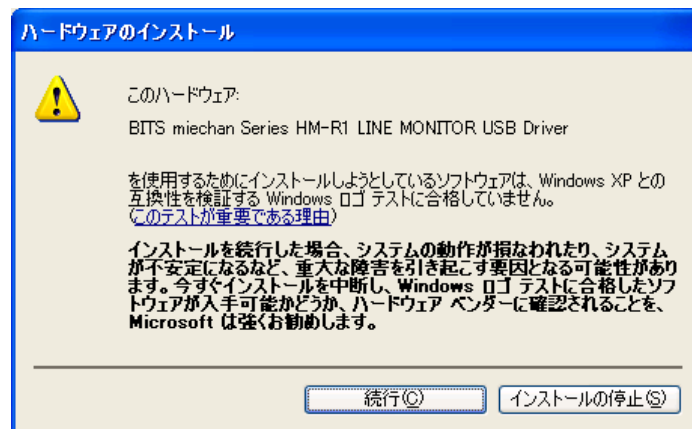 ハードウェアのインストール
このハードウェア:
BITS miechan Series HM-R1 LINE MONITOR USB Driver
を使用するためにインストールしようとしているソフトウェアは、Windows XP との
互換性を検証する Windows ロゴ テストに合格していません。
(このテストが重要である理由)
インストールを続行した場合、システムの動作が損なわれたり、システム
が不安定になるなど、重大な障害を引き起こす要因となる可能性があり
ます。今すぐインストールを中断し、Windows ロゴ テストに合格したソフ
トウェアが入手可能かどうか、ハードウェア ベンダーに確認されることを、
Microsoft は強くお勧めします。
続行(C) インストールの停止(S)